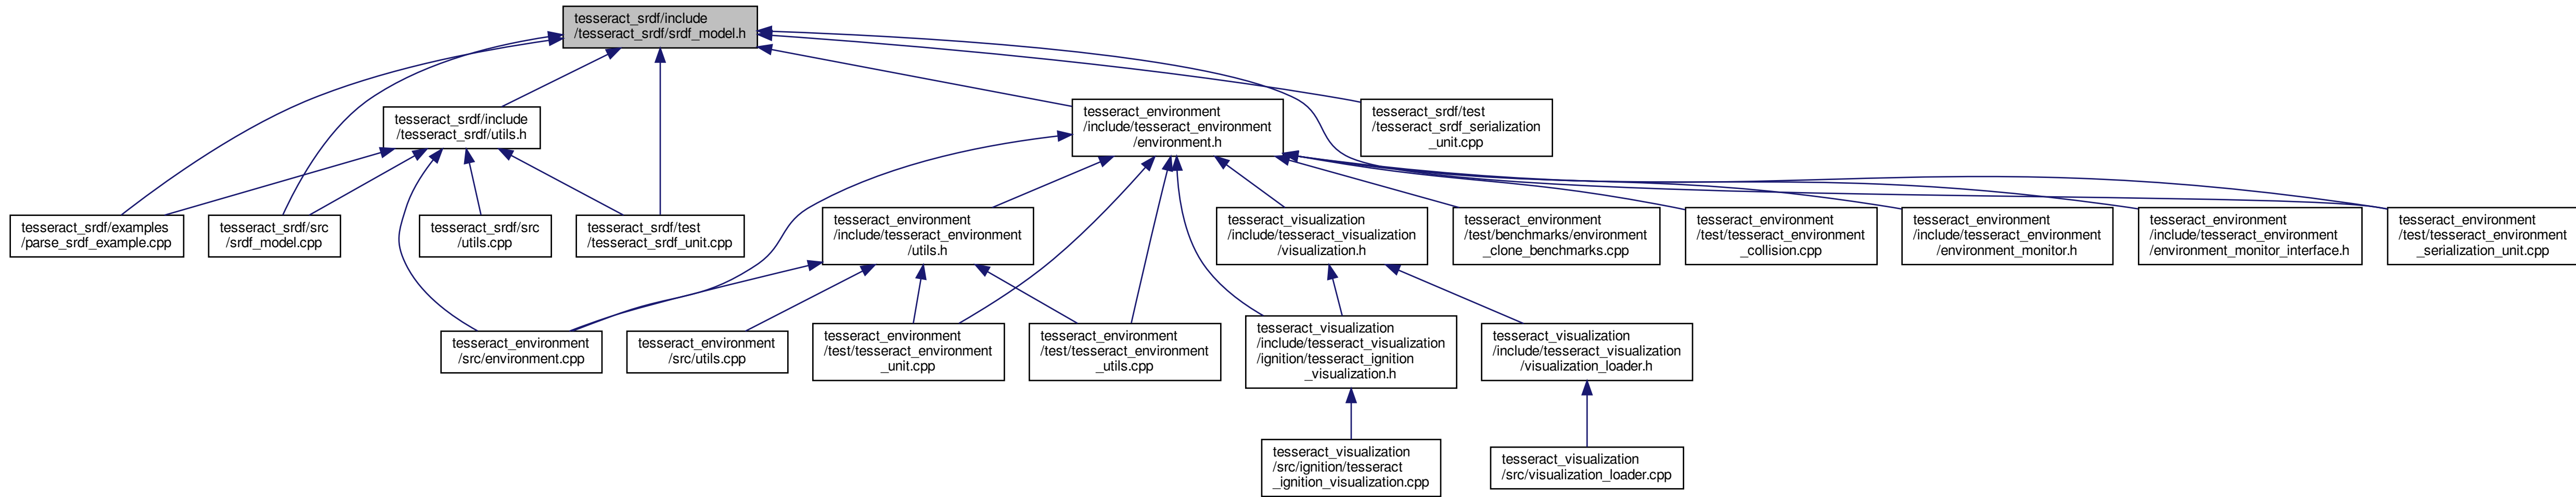 tesseract_srdf/include
/tesseract_srdf/srdf_model.h
tesseract_srdf/include
/tesseract_srdf/utils.h
tesseract_environment
/include/tesseract_environment
/environment.h
tesseract_srdf/test
/tesseract_srdf_serialization
_unit.cpp
tesseract_srdf/examples
/parse_srdf_example.cpp
tesseract_srdf/src
/srdf_model.cpp
tesseract_srdf/src
/utils.cpp
tesseract_srdf/test
/tesseract_srdf_unit.cpp
tesseract_environment
/include/tesseract_environment
/utils.h
tesseract_visualization
/include/tesseract_visualization
/visualization.h
tesseract_environment
/test/benchmarks/environment
_clone_benchmarks.cpp
tesseract_environment
/test/tesseract_environment
_collision.cpp
tesseract_environment
/include/tesseract_environment
/environment_monitor.h
tesseract_environment
/include/tesseract_environment
/environment_monitor_interface.h
tesseract_environment
/test/tesseract_environment
_serialization_unit.cpp
tesseract_environment
/src/environment.cpp
tesseract_environment
/src/utils.cpp
tesseract_environment
/test/tesseract_environment
_unit.cpp
tesseract_environment
/test/tesseract_environment
_utils.cpp
tesseract_visualization
/include/tesseract_visualization
/ignition/tesseract_ignition
_visualization.h
tesseract_visualization
/include/tesseract_visualization
/visualization_loader.h
tesseract_visualization
/src/ignition/tesseract
_ignition_visualization.cpp
tesseract_visualization
/src/visualization_loader.cpp